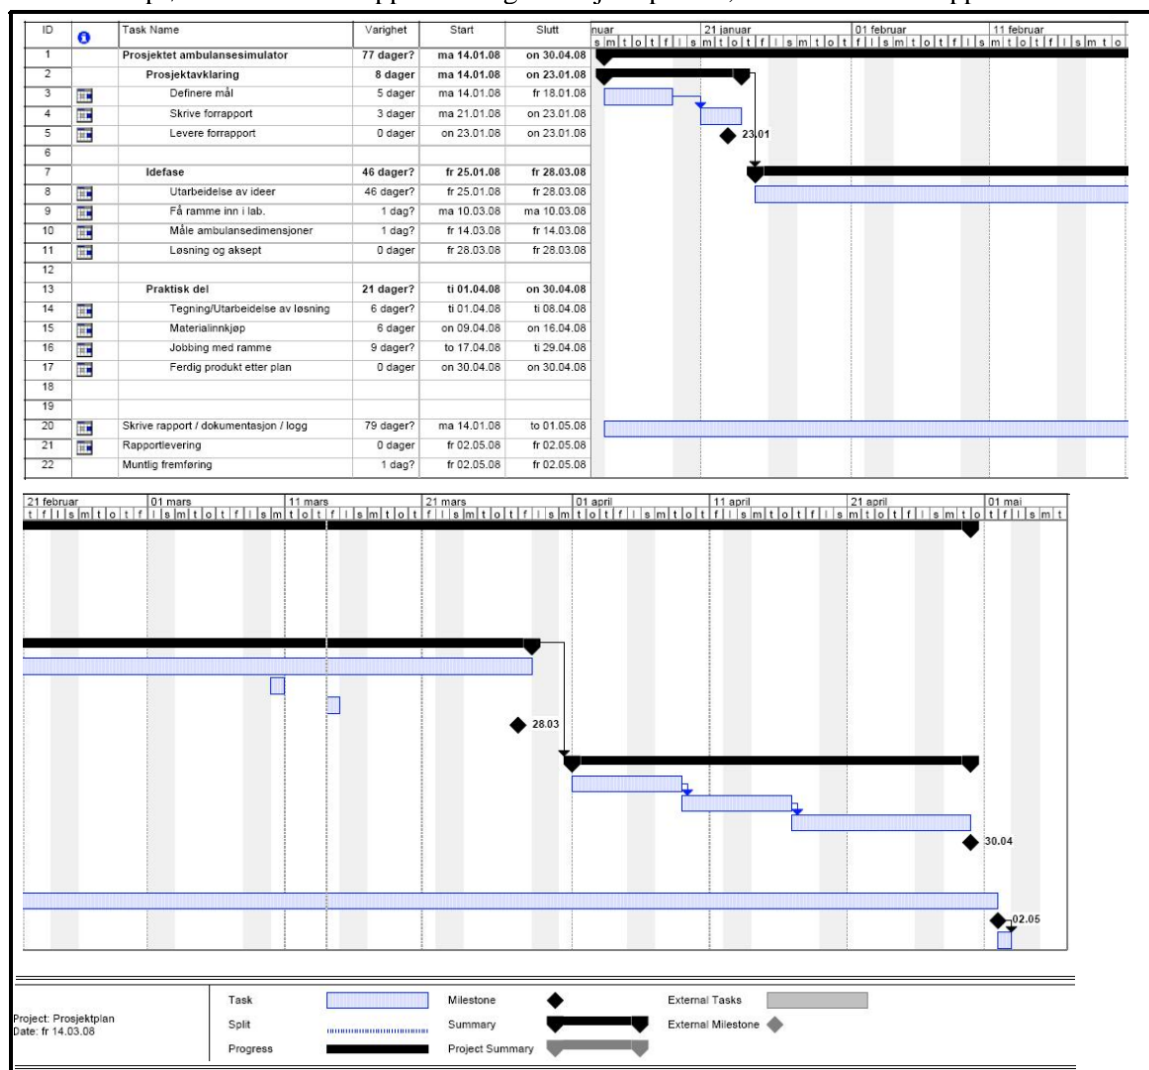 ID Task Name Varighet Start Slutt nuar 21 januar 01 februar 11 februar
s m t o t f l s m t o t f l s m t o t f l s m t o t f l s m t o t f l s m t o
1 Prosjektet ambulansesimulator 77 dager? ma 14.01.08 on 30.04.08
2 Prosjektavklaring 8 dager ma 14.01.08 on 23.01.08
3 Definere mål 5 dager ma 14.01.08 fr 18.01.08
4 Skrive forrapport 3 dager ma 21.01.08 on 23.01.08
5 Levere forrapport 0 dager on 23.01.08 on 23.01.08 23.01
6
7 Idefase 46 dager? fr 25.01.08 fr 28.03.08
8 Utarbeidelse av ideer 46 dager? fr 25.01.08 fr 28.03.08
9 Få ramme inn i lab. 1 dag? ma 10.03.08 ma 10.03.08
10 Måle ambulansedimensjoner 1 dag? fr 14.03.08 fr 14.03.08
11 Løsning og aksept 0 dager fr 28.03.08 fr 28.03.08
12
13 Praktisk del 21 dager? ti 01.04.08 on 30.04.08
14 Tegning/Utarbeidelse av løsning 6 dager? ti 01.04.08 ti 08.04.08
15 Materialinnkjøp 6 dager on 09.04.08 on 16.04.08
16 Jobbing med ramme 9 dager? to 17.04.08 ti 29.04.08
17 Ferdig produkt etter plan 0 dager on 30.04.08 on 30.04.08
18
19
20 Skrive rapport / dokumentasjon / logg 79 dager? ma 14.01.08 to 01.05.08
21 Rapportlevering 0 dager fr 02.05.08 fr 02.05.08
22 Muntlig fremføring 1 dag? fr 02.05.08 fr 02.05.08
21 februar 01 mars 11 mars 21 mars 01 april 11 april 21 april 01 mai
t f l s m t o t f l s m t o t f l s m t o t f l s m t o t f l s m t o t f l s m t o t f l s m t o t f l s m t o t f l s m t o t f l s m t o t f l s m t
28.03
30.04
02.05
Project: Prosjektplan
Date: fr 14.03.08
Task Milestone External Tasks
Split Summary External Milestone
Progress Project Summary